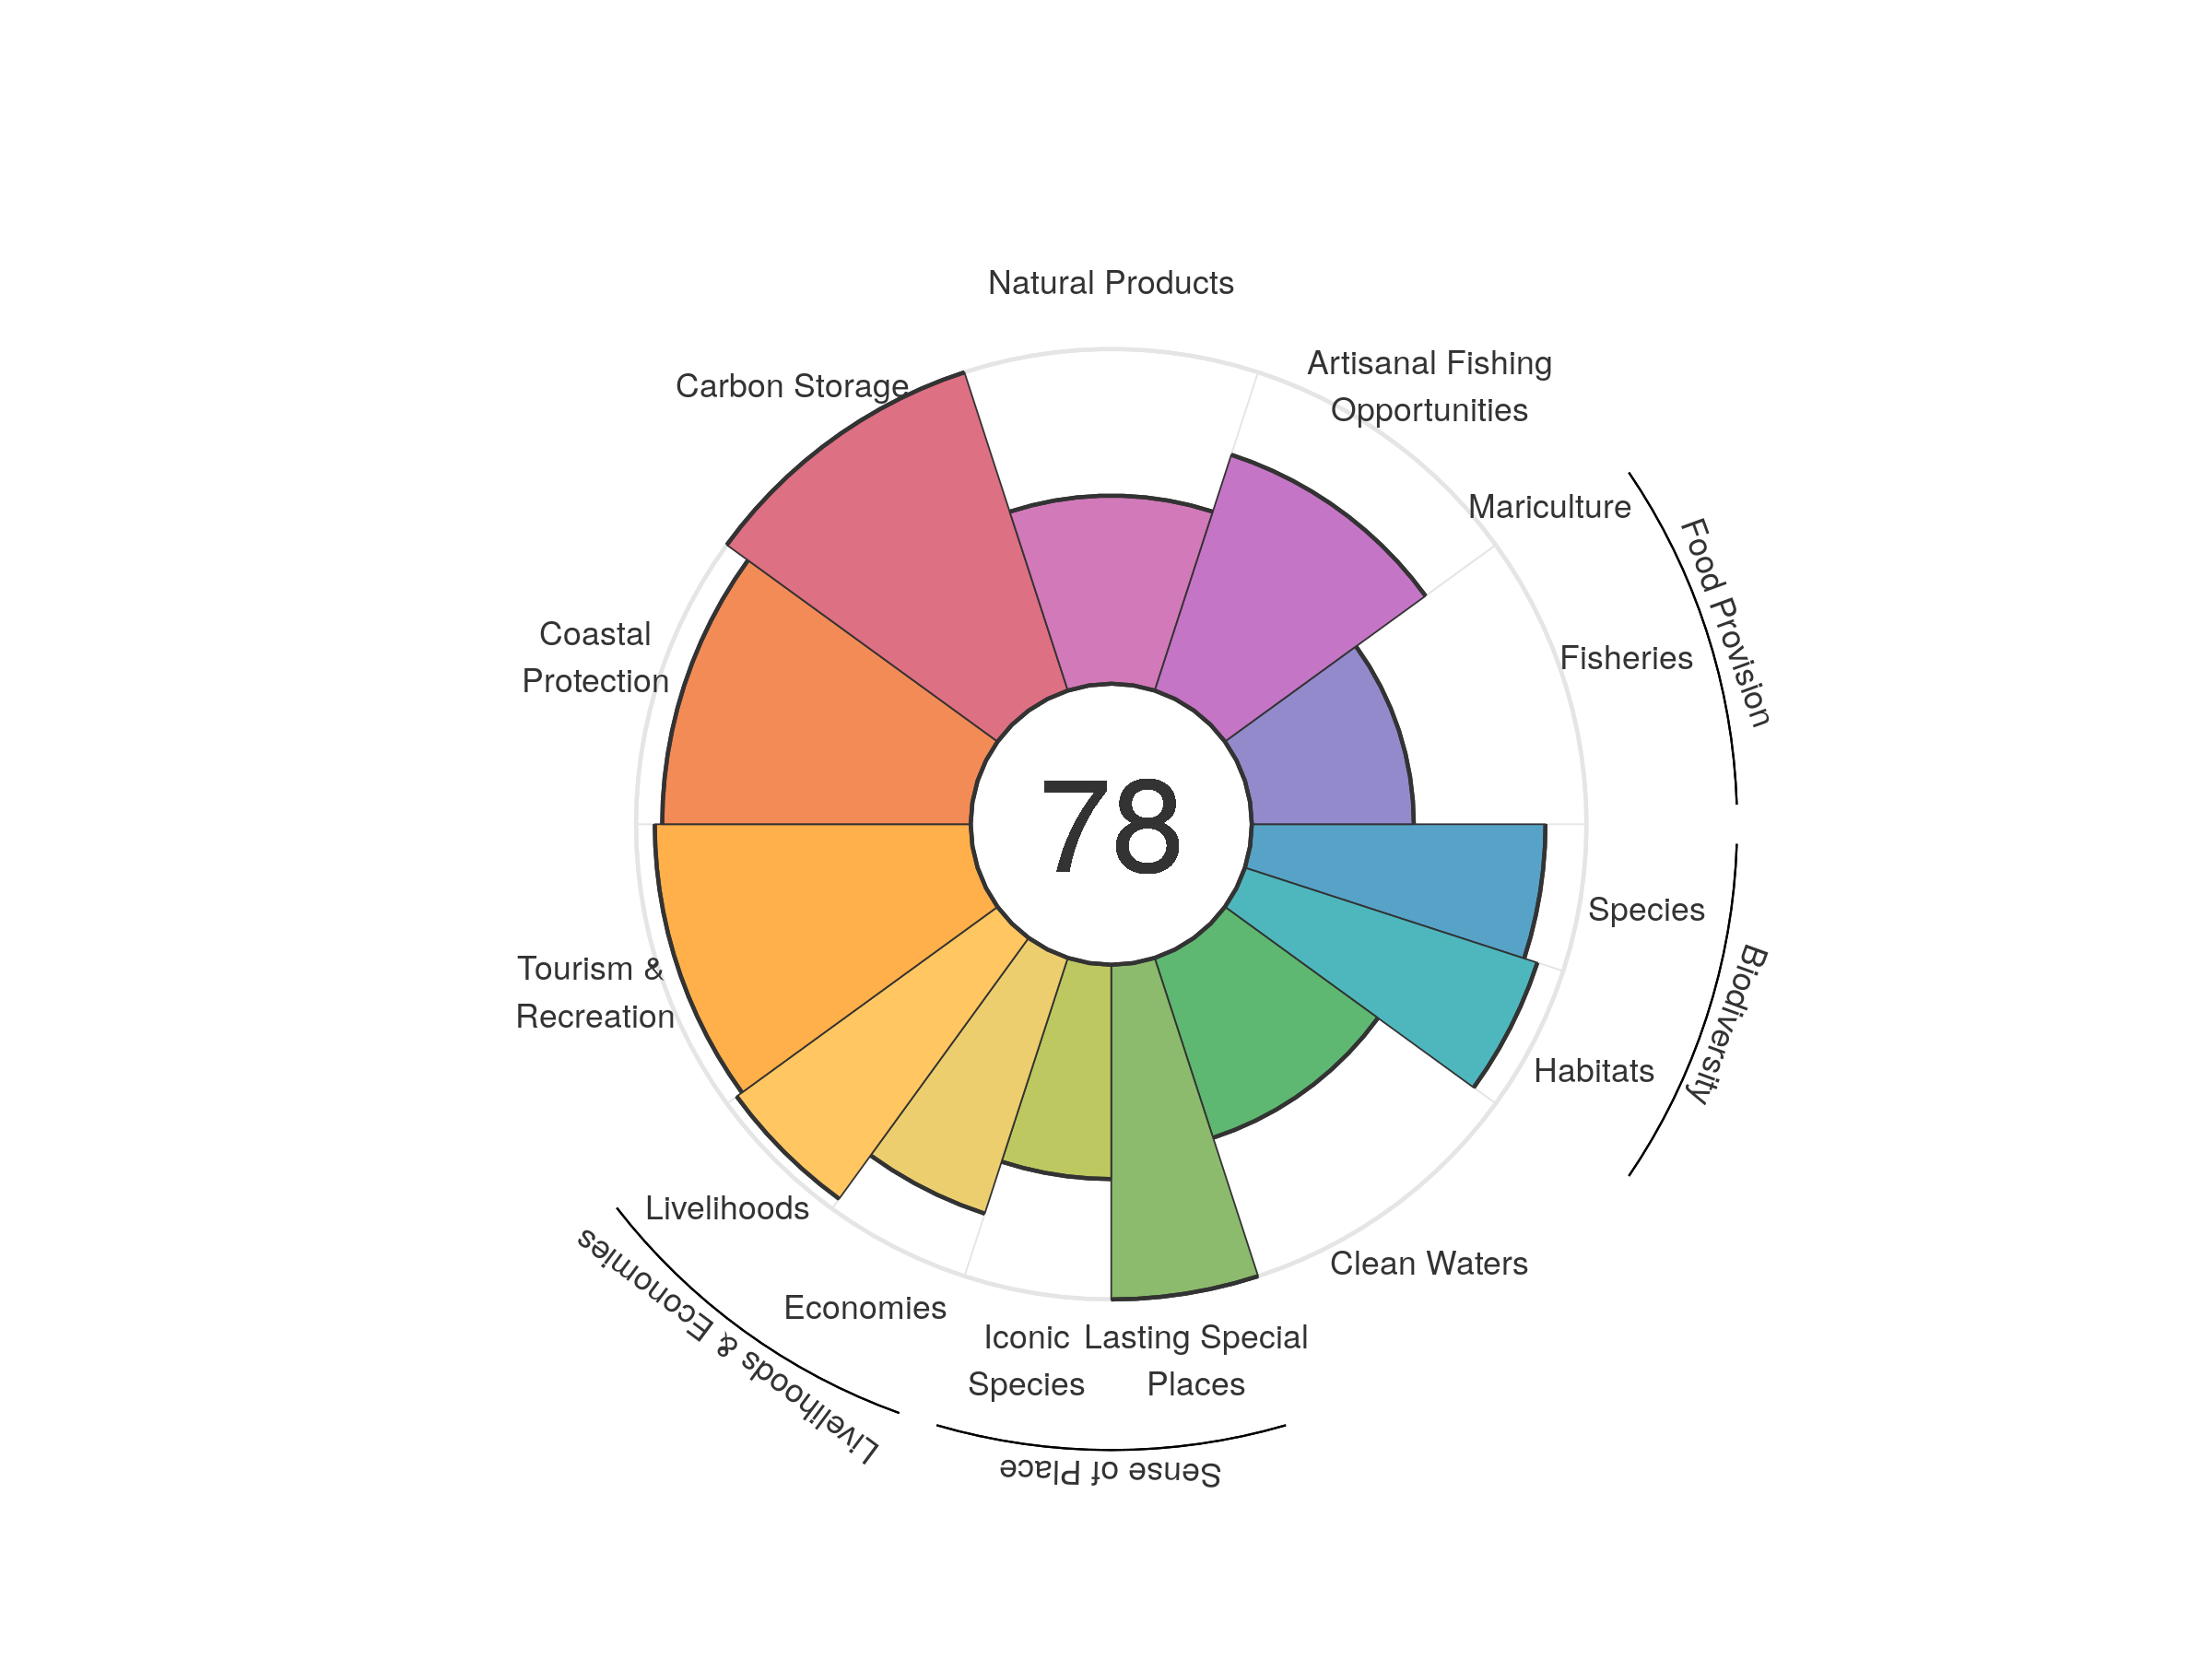 Natural Products
Artisanal Fishing
Opportunities
Carbon Storage
Mariculture
Food Provision
Coastal
Protection
Fisheries
78
Species
Biodiversity
Tourism &
Recreation
Habitats
Livelihoods
Livelihoods & Economies
Clean Waters
Economies
Iconic
Species
Lasting Special
Places
Sense of Place